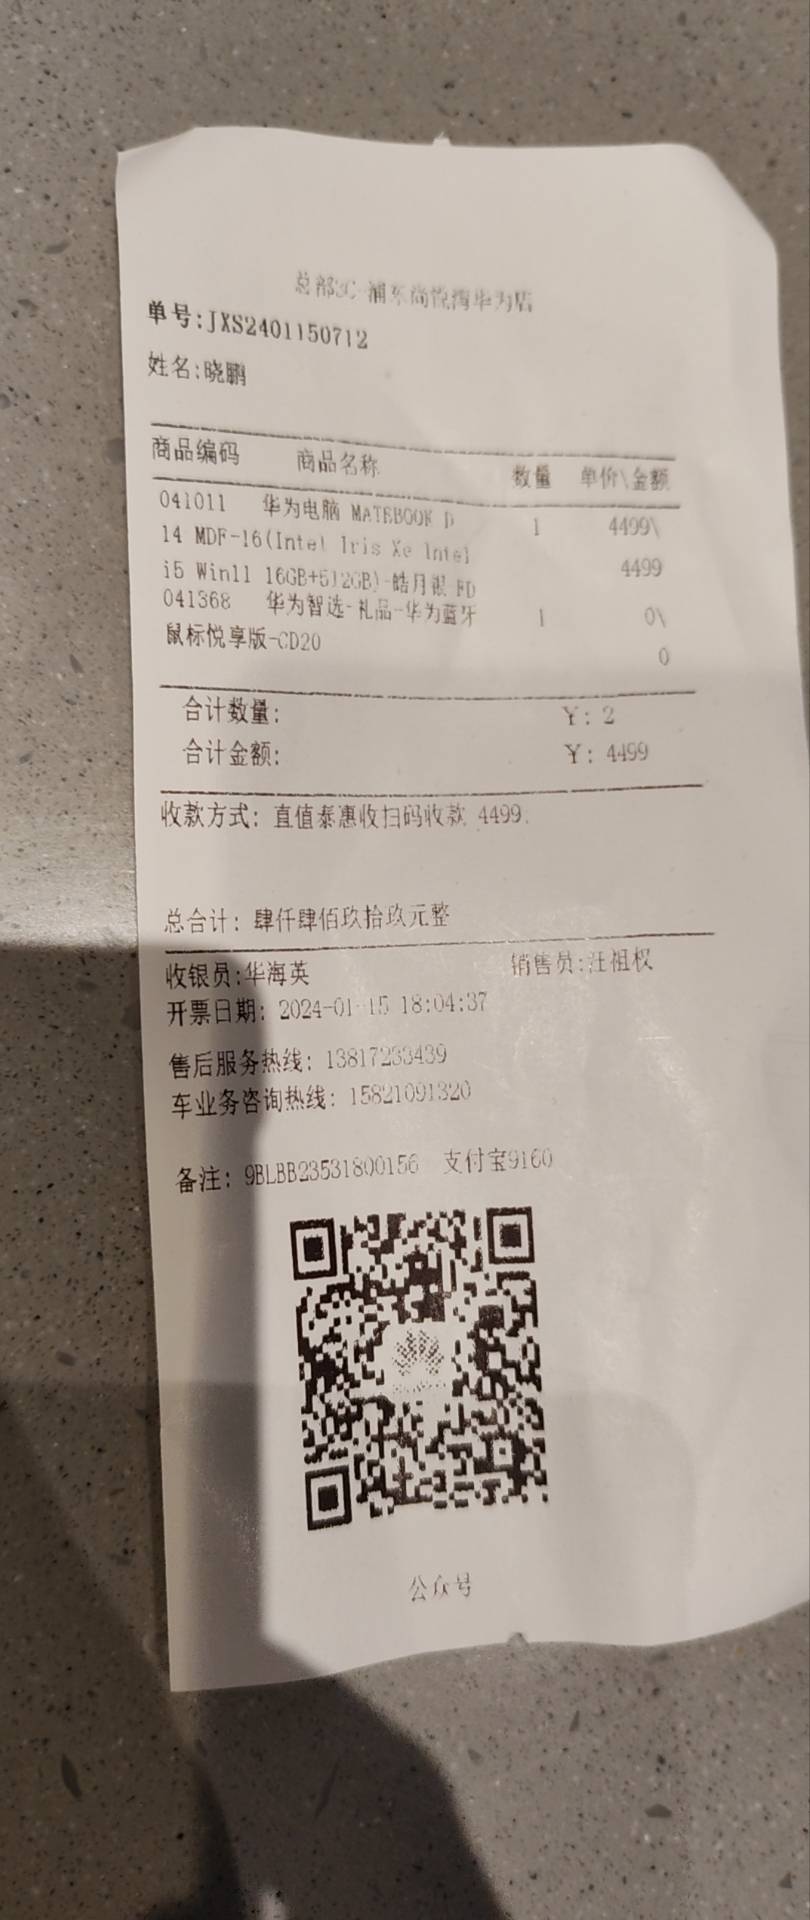 总部3C-浦东尚悦湾华为店
单号:JXS2401150712
姓名:晓鹏
商品编码 商品名称 数量 单价\金额
041011 华为电脑 MATEBOOK D 1 4499\
14 MDF-16(Intel Iris Xe Intel
i5 Win11 16GB+512GB)-皓月银 FD 4499
041368 华为智选-礼品-华为蓝牙 1 0\
鼠标悦享版-CD20 0
合计数量: ￥: 2
合计金额: ￥: 4499
收款方式: 直值泰惠收扫码收款 4499.
总合计: 肆仟肆佰玖拾玖元整
收银员:华海英 销售员:汪祖权
开票日期: 2024-01-15 18:04:37
售后服务热线: 13817233439
车业务咨询热线: 15821091320
备注: 9BLBB23531800156 支付宝9160
公众号